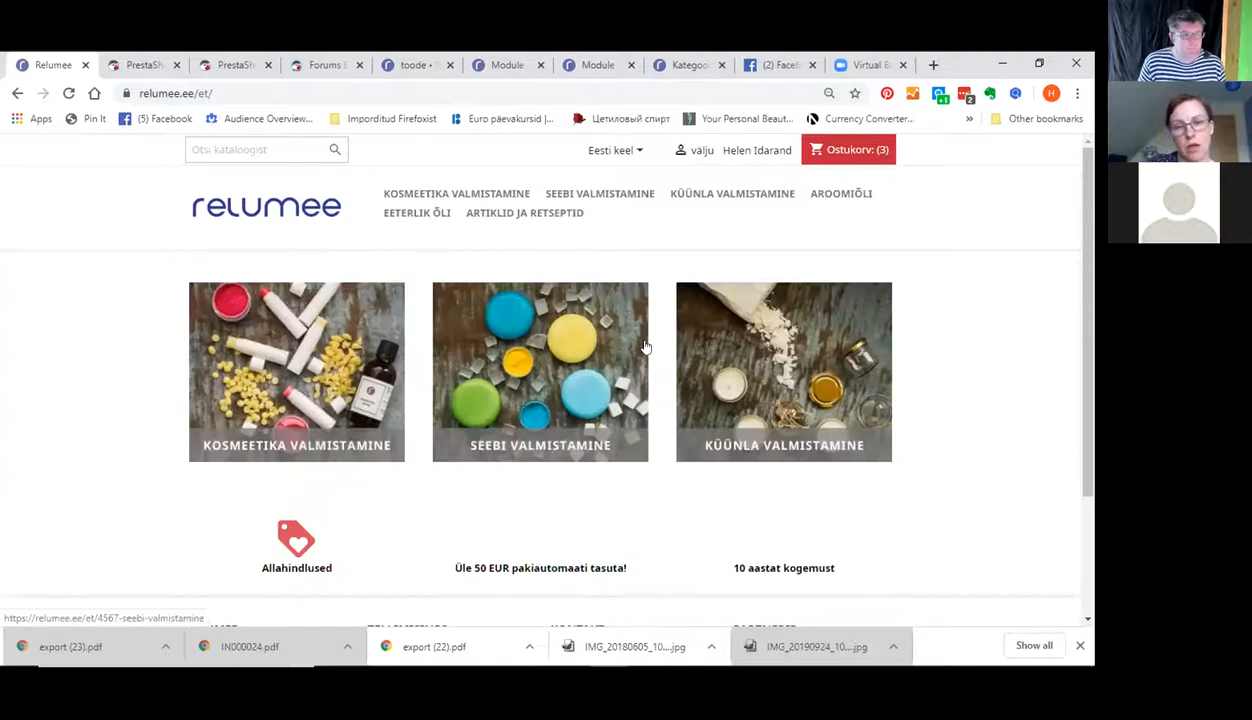 Relumee
PrestaSh
PrestaSh
Forums
toode •
Module
Module
Kategoo
(2) Face
Virtual B
relumee.ee/et/
+1
2
H
Apps
Pin It
(5) Facebook
Audience Overview...
Imporditud Firefoxist
Euro päevakursid |...
Цетиловый спирт
Your Personal Beaut...
Currency Converter...
»
Other bookmarks
Otsi kataloogist
Eesti keel
välju
Helen Idarand
Ostukorv: (3)
relumee
KOSMEETIKA VALMISTAMINE
SEEBI VALMISTAMINE
KÜÜNLA VALMISTAMINE
AROOMIÕLI
EETERLIK ÕLI
ARTIKLID JA RETSEPTID
KOSMEETIKA VALMISTAMINE
SEEBI VALMISTAMINE
KÜÜNLA VALMISTAMINE
Allahindlused
Üle 50 EUR pakiautomaati tasuta!
10 aastat kogemust
https://relumee.ee/et/4567-seebi-valmistamine
export (23).pdf
IN000024.pdf
export (22).pdf
IMG_20180605_10....jpg
IMG_20190924_10....jpg
Show all